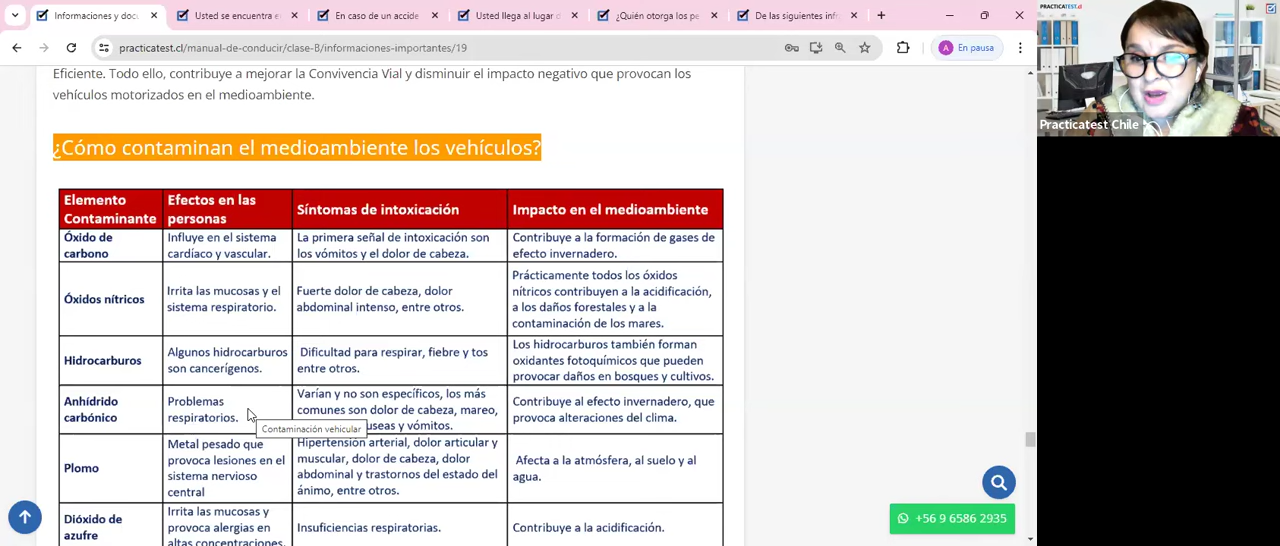 Informaciones y docu
Usted se encuentra e
En caso de un accide
Usted llega al lugar d
¿Quién otorga los pe
De las siguientes infr
practicatest.cl/manual-de-conducir/clase-B/informaciones-importantes/19
A En pausa
PRACTICATEST.CL
Practicatest Chile
Eficiente. Todo ello, contribuye a mejorar la Convivencia Vial y disminuir el impacto negativo que provocan los
vehículos motorizados en el medioambiente.
¿Cómo contaminan el medioambiente los vehículos?
Elemento
Contaminante
Efectos en las
personas
Síntomas de intoxicación
Impacto en el medioambiente
Óxido de
carbono
Influye en el sistema
cardíaco y vascular.
La primera señal de intoxicación son
los vómitos y el dolor de cabeza.
Contribuye a la formación de gases de
efecto invernadero.
Óxidos nítricos
Irrita las mucosas y el
sistema respiratorio.
Fuerte dolor de cabeza, dolor
abdominal intenso, entre otros.
Prácticamente todos los óxidos
nítricos contribuyen a la acidificación,
a los daños forestales y a la
contaminación de los mares.
Hidrocarburos
Algunos hidrocarburos
son cancerígenos.
Dificultad para respirar, fiebre y tos
entre otros.
Los hidrocarburos también forman
oxidantes fotoquímicos que pueden
provocar daños en bosques y cultivos.
Anhídrido
carbónico
Problemas
respiratorios.
Varían y no son específicos, los más
comunes son dolor de cabeza, mareo,
useas y vómitos.
Contribuye al efecto invernadero, que
provoca alteraciones del clima.
Contaminación vehicular
Plomo
Metal pesado que
provoca lesiones en el
sistema nervioso
central
Hipertensión arterial, dolor articular y
muscular, dolor de cabeza, dolor
abdominal y trastornos del estado del
ánimo, entre otros.
Afecta a la atmósfera, al suelo y al
agua.
Dióxido de
azufre
Irrita las mucosas y
provoca alergias en
altas concentraciones.
Insuficiencias respiratorias.
Contribuye a la acidificación.
+56 9 6586 2935